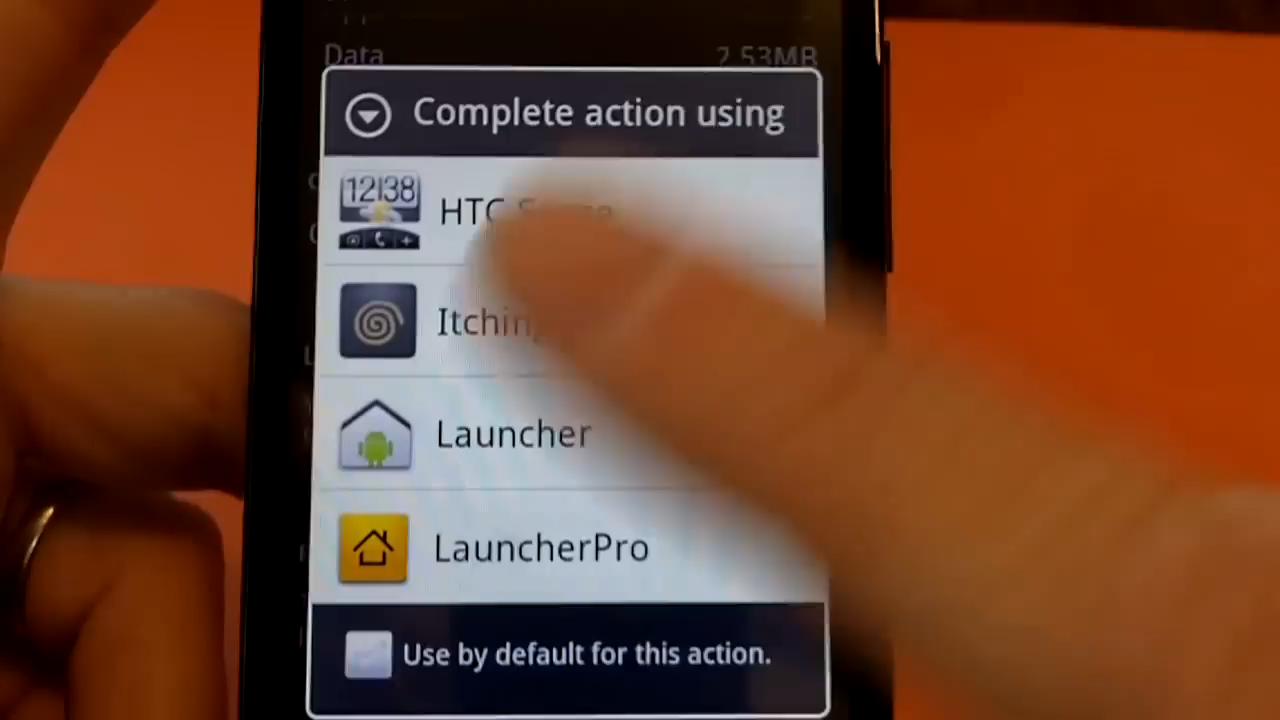 Data 2.53MB
Complete action using
12:38
HTC
Launcher
LauncherPro
Use by default for this action.